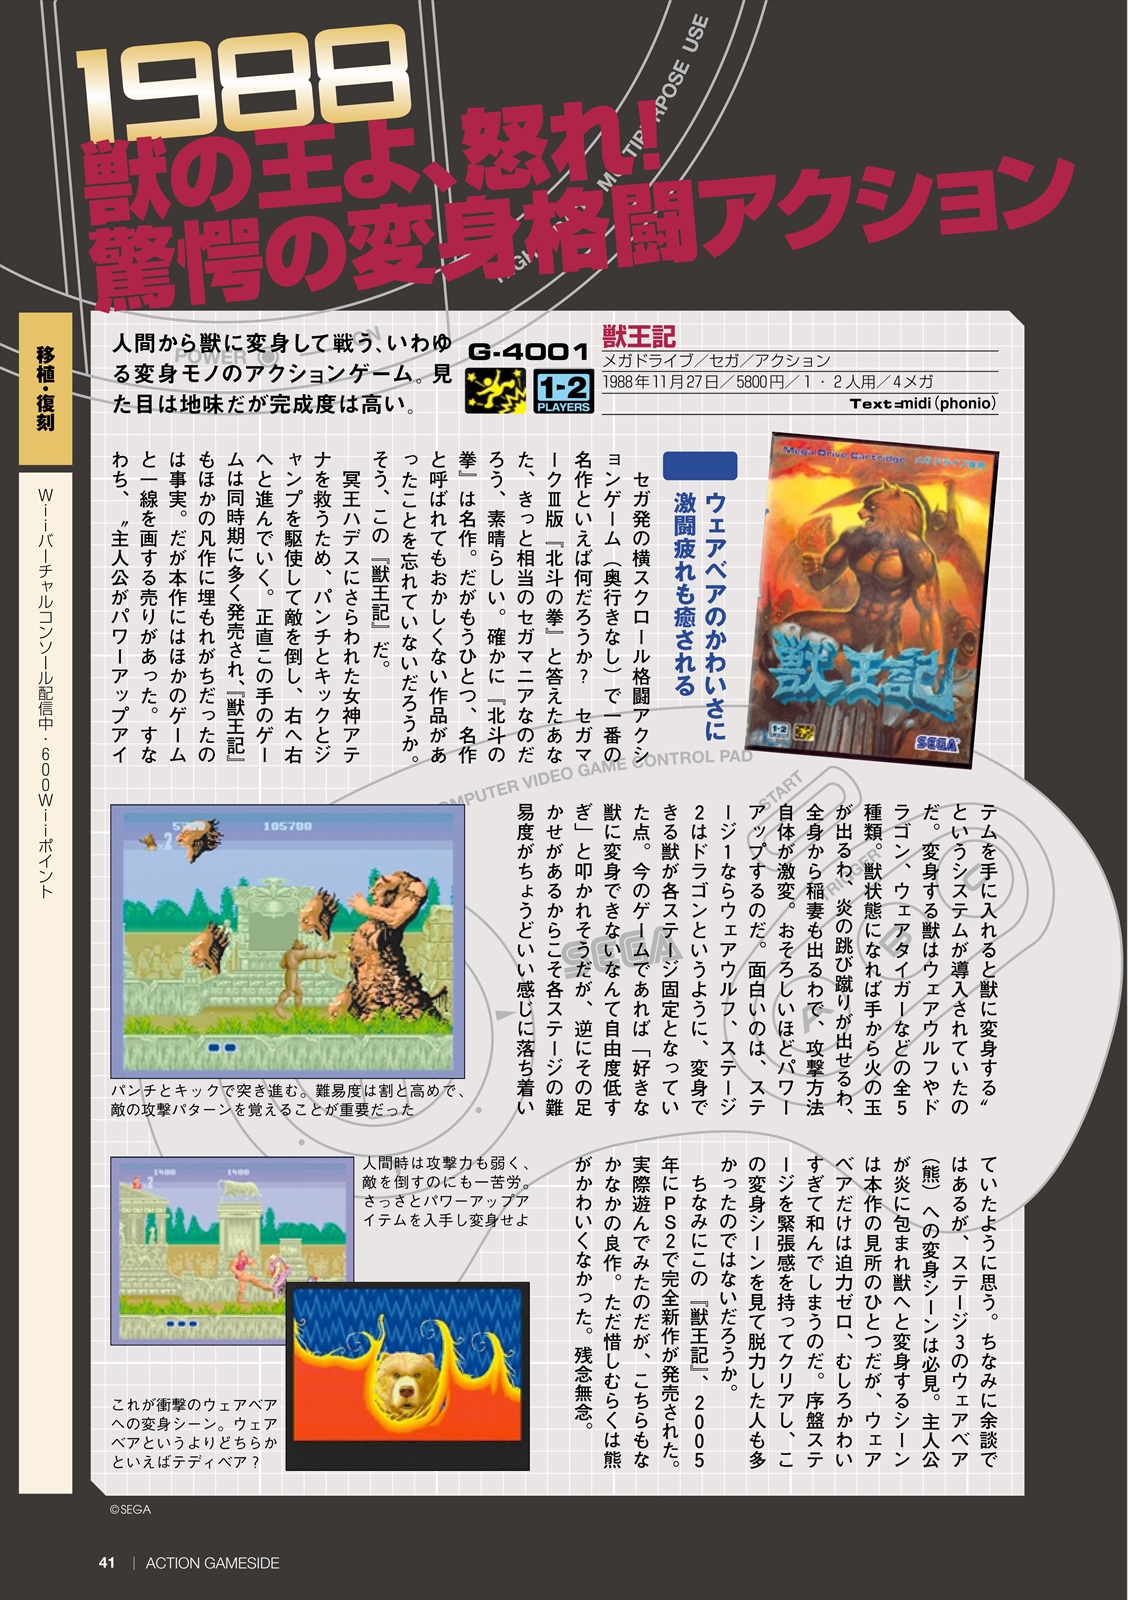 1988
獣の王よ、怒れ!
驚愕の変身格闘アクション
移植・復刻
Wiiバーチャルコンソール配信中・600Wiiポイント
人間から獣に変身して戦う、いわゆ
る変身モノのアクションゲーム。見
た目は地味だが完成度は高い。
G-4001
1-2
PLAYERS
獣王記
メガドライブ／セガ／アクション
1988年11月27日／5800円／1・2人用／4メガ
Text=midi(phonio)
Mega Drive Cartridge メガドライブ専用
獣王記
1-2
SEGA
ウェアベアのかわいさに
激闘疲れも癒される
セガ発の横スクロール格闘アクシ
ョンゲーム（奥行きなし）で一番の
名作といえば何だろうか？　セガマ
ークⅢ版『北斗の拳』と答えたあな
た、きっと相当のセガマニアなのだ
ろう、素晴らしい。確かに『北斗の
拳』は名作。だがもうひとつ、名作
と呼ばれてもおかしくない作品があ
ったことを忘れていないだろうか。
そう、この『獣王記』だ。
冥王ハデスにさらわれた女神アテ
ナを救うため、パンチとキックとジ
ャンプを駆使して敵を倒し、右へ右
へと進んでいく。正直この手のゲー
ムは同時期に多く発売され、『獣王記』
もほかの凡作に埋もれがちだったの
は事実。だが本作にはほかのゲーム
と一線を画する売りがあった。すな
わち、〝主人公がパワーアップアイ
テムを手に入れると獣に変身する〟
というシステムが導入されていたの
だ。変身する獣はウェアウルフやド
ラゴン、ウェアタイガーなどの全5
種類。獣状態になれば手から火の玉
が出るわ、炎の跳び蹴りが出せるわ、
全身から稲妻も出るわで、攻撃方法
自体が激変。おそろしいほどパワー
アップするのだ。面白いのは、ステ
ージ1ならウェアウルフ、ステージ
2はドラゴンというように、変身で
きる獣が各ステージ固定となってい
た点。今のゲームであれば「好きな
獣に変身できないなんて自由度低す
ぎ」と叩かれそうだが、逆にその足
かせがあるからこそ各ステージの難
易度がちょうどいい感じに落ち着い
ていたように思う。ちなみに余談で
はあるが、ステージ3のウェアベア
（熊）への変身シーンは必見。主人公
が炎に包まれ獣へと変身するシーン
は本作の見所のひとつだが、ウェア
ベアだけは迫力ゼロ、むしろかわい
すぎて和んでしまうのだ。序盤ステ
ージを緊張感を持ってクリアし、こ
の変身シーンを見て脱力した人も多
かったのではないだろうか。
ちなみにこの『獣王記』、2005
年にPS2で完全新作が発売された。
実際遊んでみたのだが、こちらもな
かなかの良作。ただ惜しむらくは熊
がかわいくなかった。残念無念。
105700
パンチとキックで突き進む。難易度は割と高めで、
敵の攻撃パターンを覚えることが重要だった
1400 1400
人間時は攻撃力も弱く、
敵を倒すのにも一苦労。
さっさとパワーアップア
イテムを入手し変身せよ
これが衝撃のウェアベア
への変身シーン。ウェア
ベアというよりどちらか
といえばテディベア？
POWER ON
COMPUTER VIDEO GAME CONTROL PAD
START
SEGA
A
B
C
©SEGA
41 | ACTION GAMESIDE